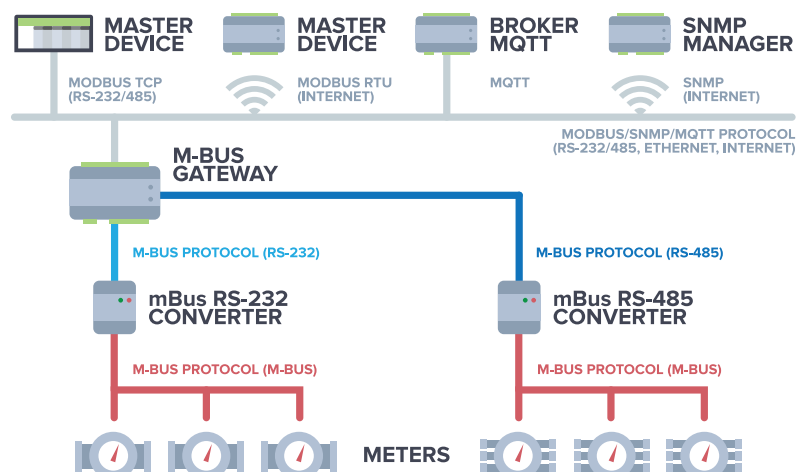 MASTER
DEVICE
MASTER
DEVICE
BROKER
MQTT
SNMP
MANAGER
MODBUS TCP
(RS-232/485)
MODBUS RTU
(INTERNET)
MQTT
SNMP
(INTERNET)
MODBUS/SNMP/MQTT PROTOCOL
(RS-232/485, ETHERNET, INTERNET)
M-BUS
GATEWAY
M-BUS PROTOCOL (RS-232)
M-BUS PROTOCOL (RS-485)
mBus RS-232
CONVERTER
mBus RS-485
CONVERTER
M-BUS PROTOCOL (M-BUS)
M-BUS PROTOCOL (M-BUS)
METERS